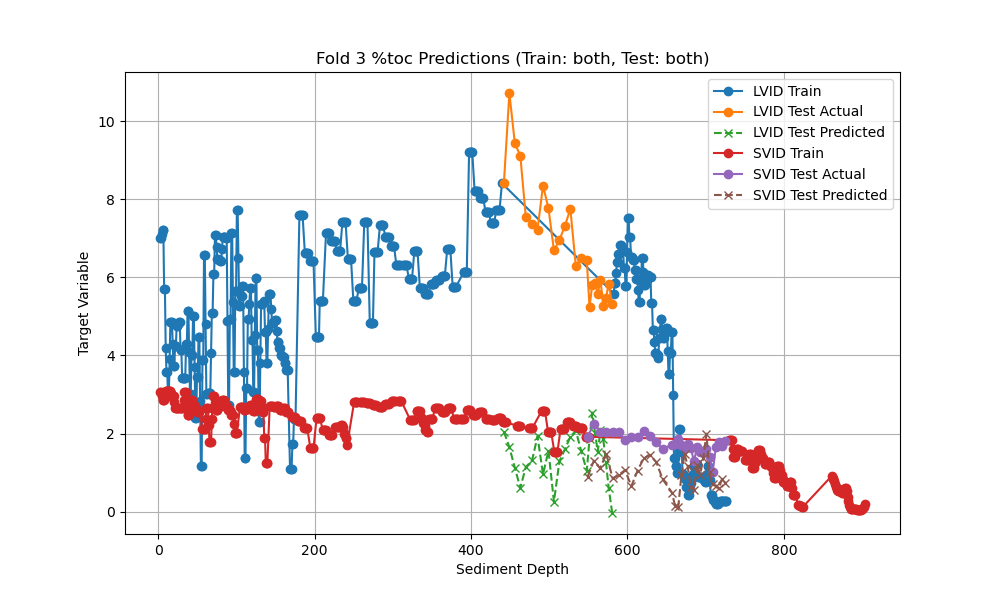 Fold 3 %toc Predictions (Train: both, Test: both)
LVID Train
LVID Test Actual
LVID Test Predicted
SVID Train
SVID Test Actual
SVID Test Predicted
Target Variable
10
8
6
4
2
0
0 200 400 600 800
Sediment Depth